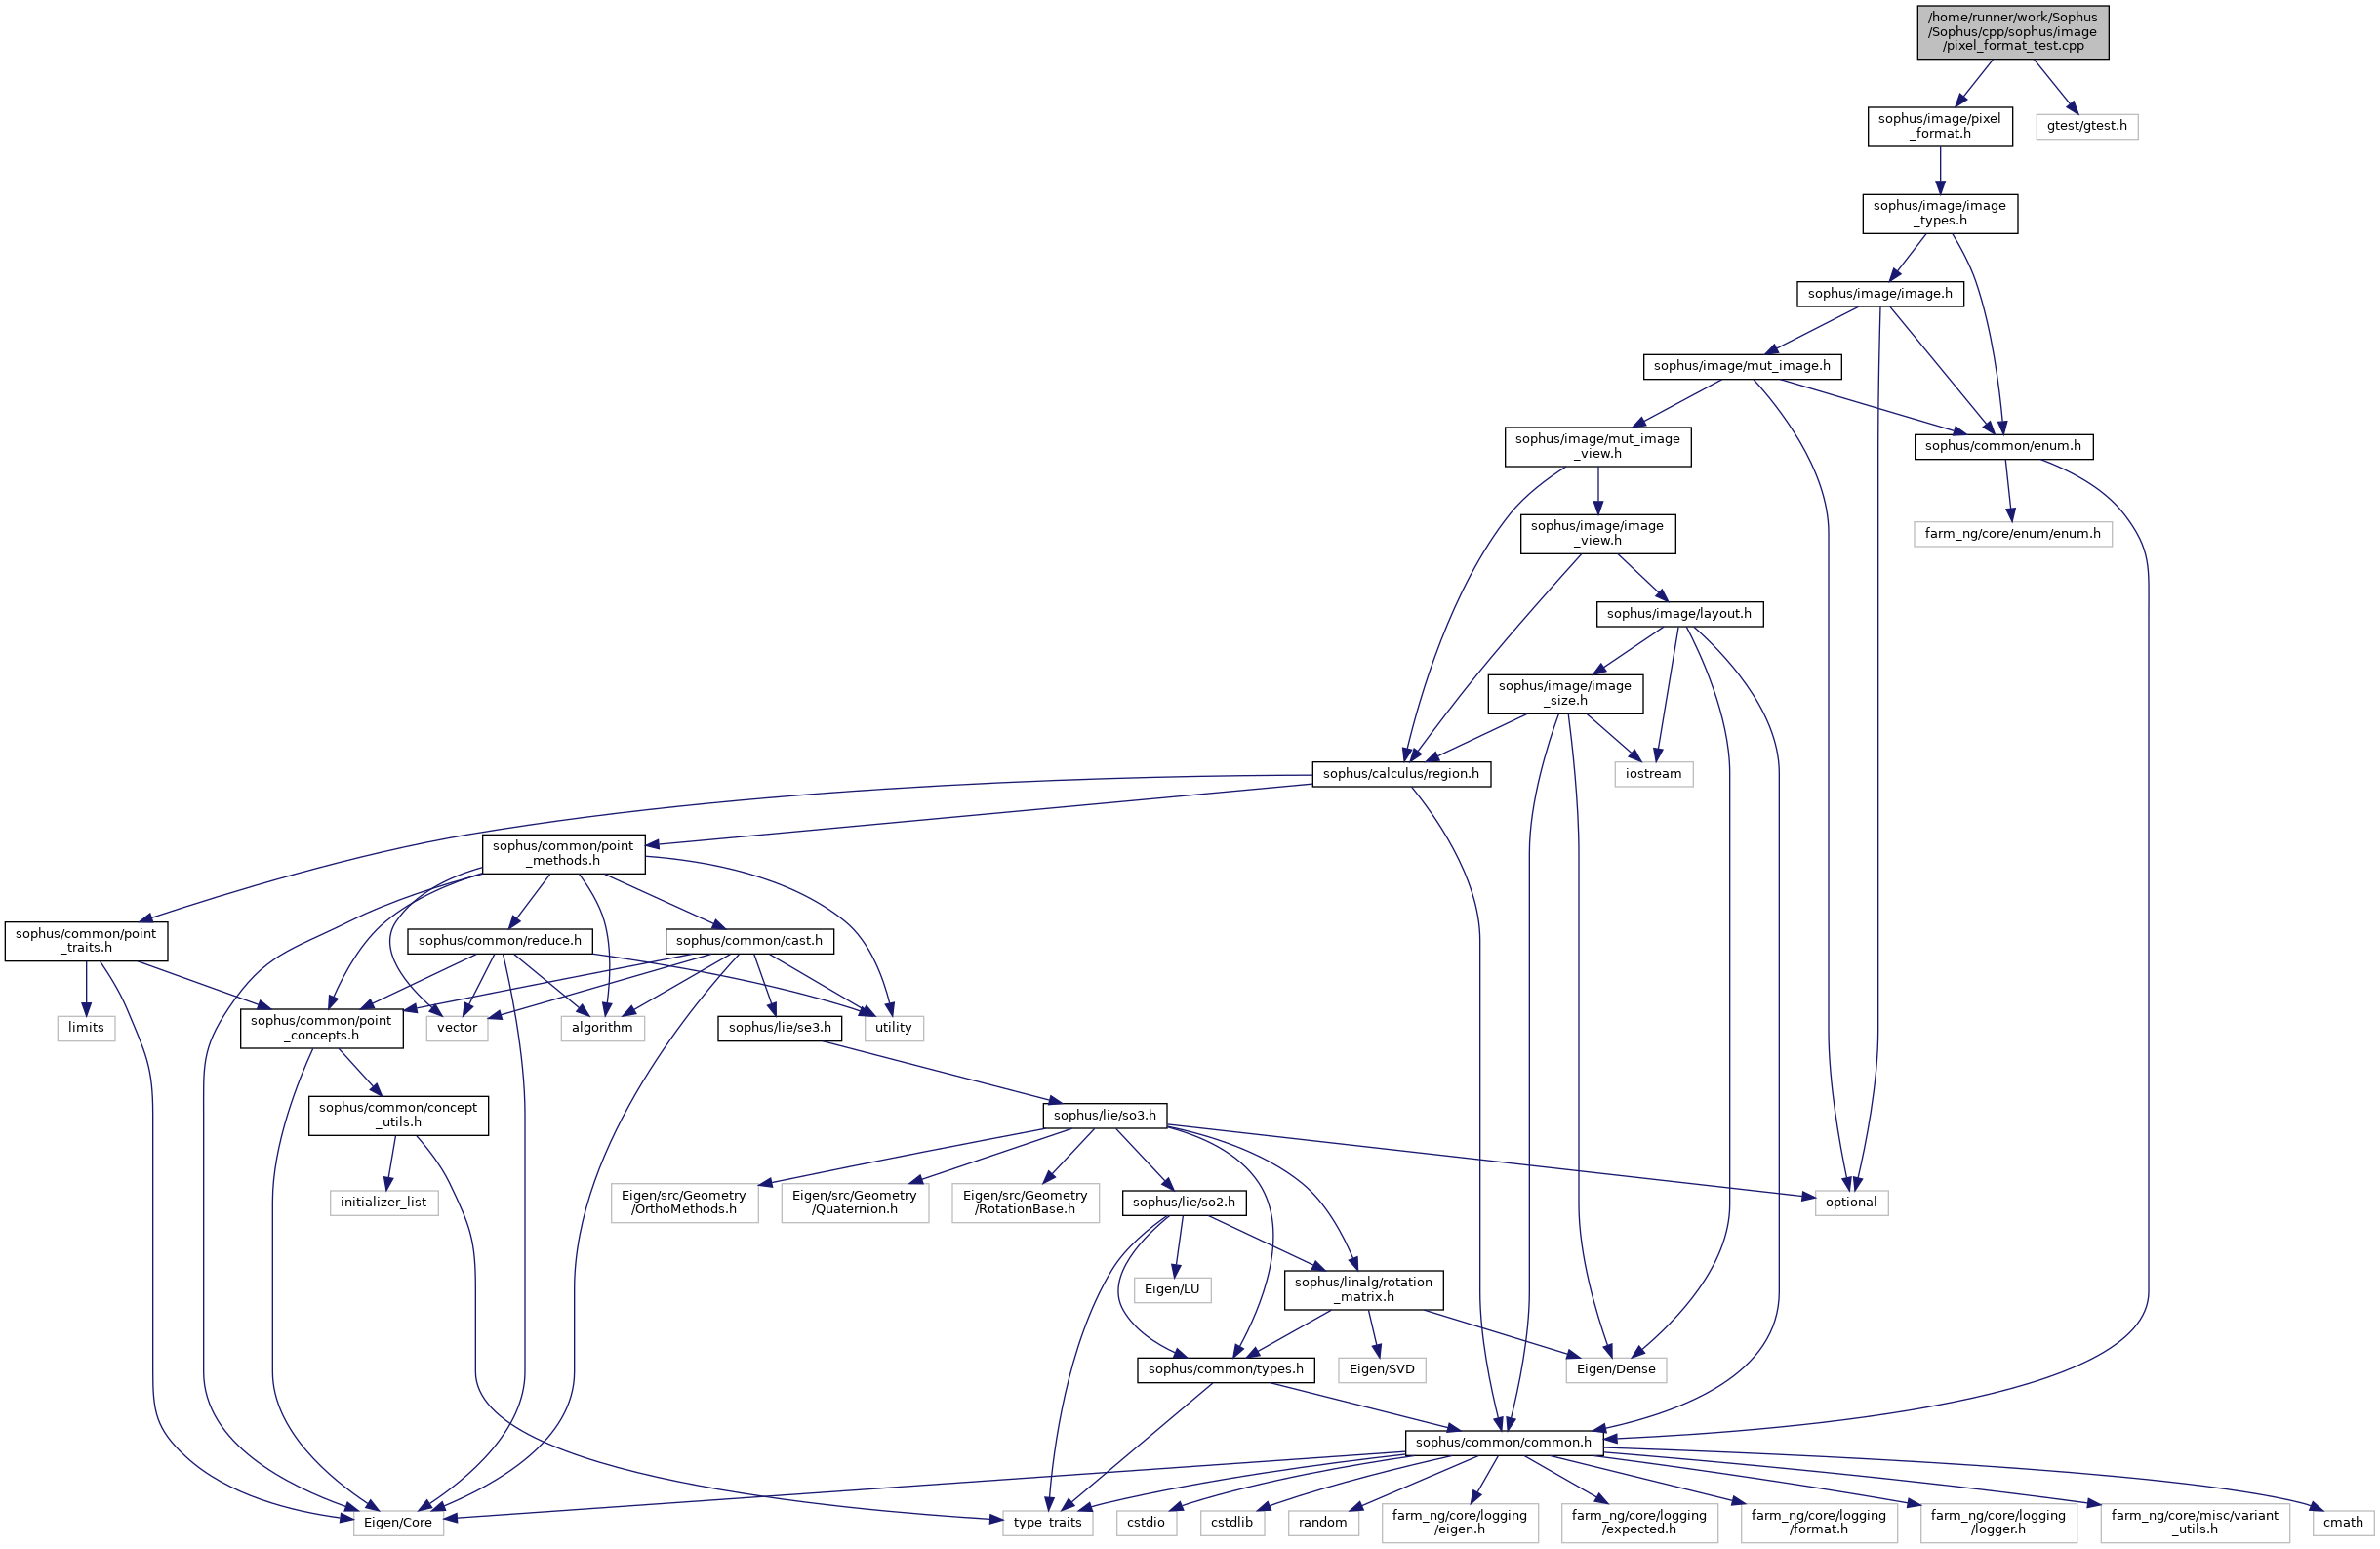 /home/runner/work/Sophus
/Sophus/cpp/sophus/image
/pixel_format_test.cpp
sophus/image/pixel
_format.h
gtest/gtest.h
sophus/image/image
_types.h
sophus/image/image.h
sophus/image/mut_image.h
sophus/image/mut_image
_view.h
sophus/common/enum.h
sophus/image/image
_view.h
farm_ng/core/enum/enum.h
sophus/image/layout.h
sophus/image/image
_size.h
sophus/calculus/region.h
iostream
sophus/common/point
_methods.h
sophus/common/point
_traits.h
sophus/common/reduce.h
sophus/common/cast.h
limits
sophus/common/point
_concepts.h
vector
algorithm
sophus/lie/se3.h
utility
sophus/common/concept
_utils.h
sophus/lie/so3.h
initializer_list
Eigen/src/Geometry
/OrthoMethods.h
Eigen/src/Geometry
/Quaternion.h
Eigen/src/Geometry
/RotationBase.h
sophus/lie/so2.h
optional
Eigen/LU
sophus/linalg/rotation
_matrix.h
sophus/common/types.h
Eigen/SVD
Eigen/Dense
sophus/common/common.h
Eigen/Core
type_traits
cstdio
cstdlib
random
farm_ng/core/logging
/eigen.h
farm_ng/core/logging
/expected.h
farm_ng/core/logging
/format.h
farm_ng/core/logging
/logger.h
farm_ng/core/misc/variant
_utils.h
cmath